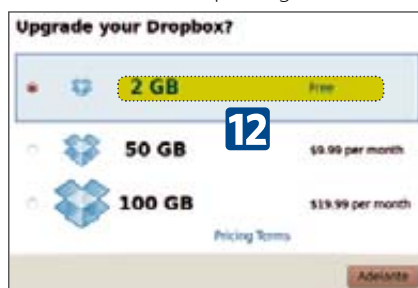 Upgrade your Dropbox?
2 GB Free
12
50 GB $9.99 per month
100 GB $19.99 per month
Pricing Terms
Adelante